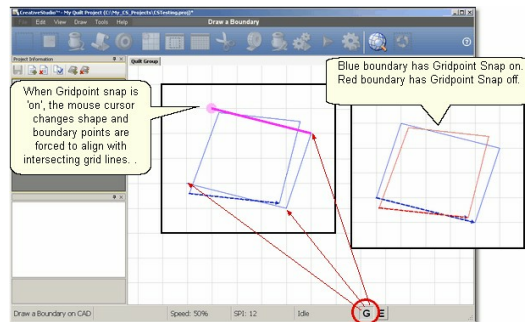 CreativeStudio™ - My Quilt Project (C:/My_CS_Projects/CSTesting.prj)*
File Edit View Draw Tools Help
Draw a Boundary
Project Information
Quilt Group
When Gridpoint snap is
'on', the mouse cursor
changes shape and
boundary points are
forced to align with
intersecting grid lines. .
Blue boundary has Gridpoint Snap on.
Red boundary has Gridpoint Snap off.
Draw a Boundary on CAD Speed: 50% SPI: 12 Idle G E